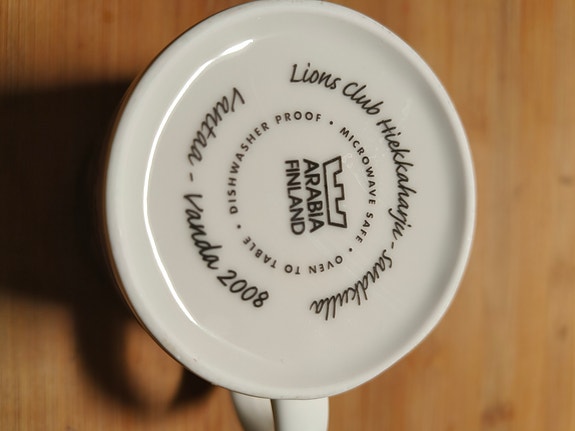 Lions Club Hiekkaharju - Sandkulla
Vantaa - Vanda 2008
DISHWASHER PROOF • MICROWAVE SAFE • OVEN TO TABLE •
ARABIA
FINLAND